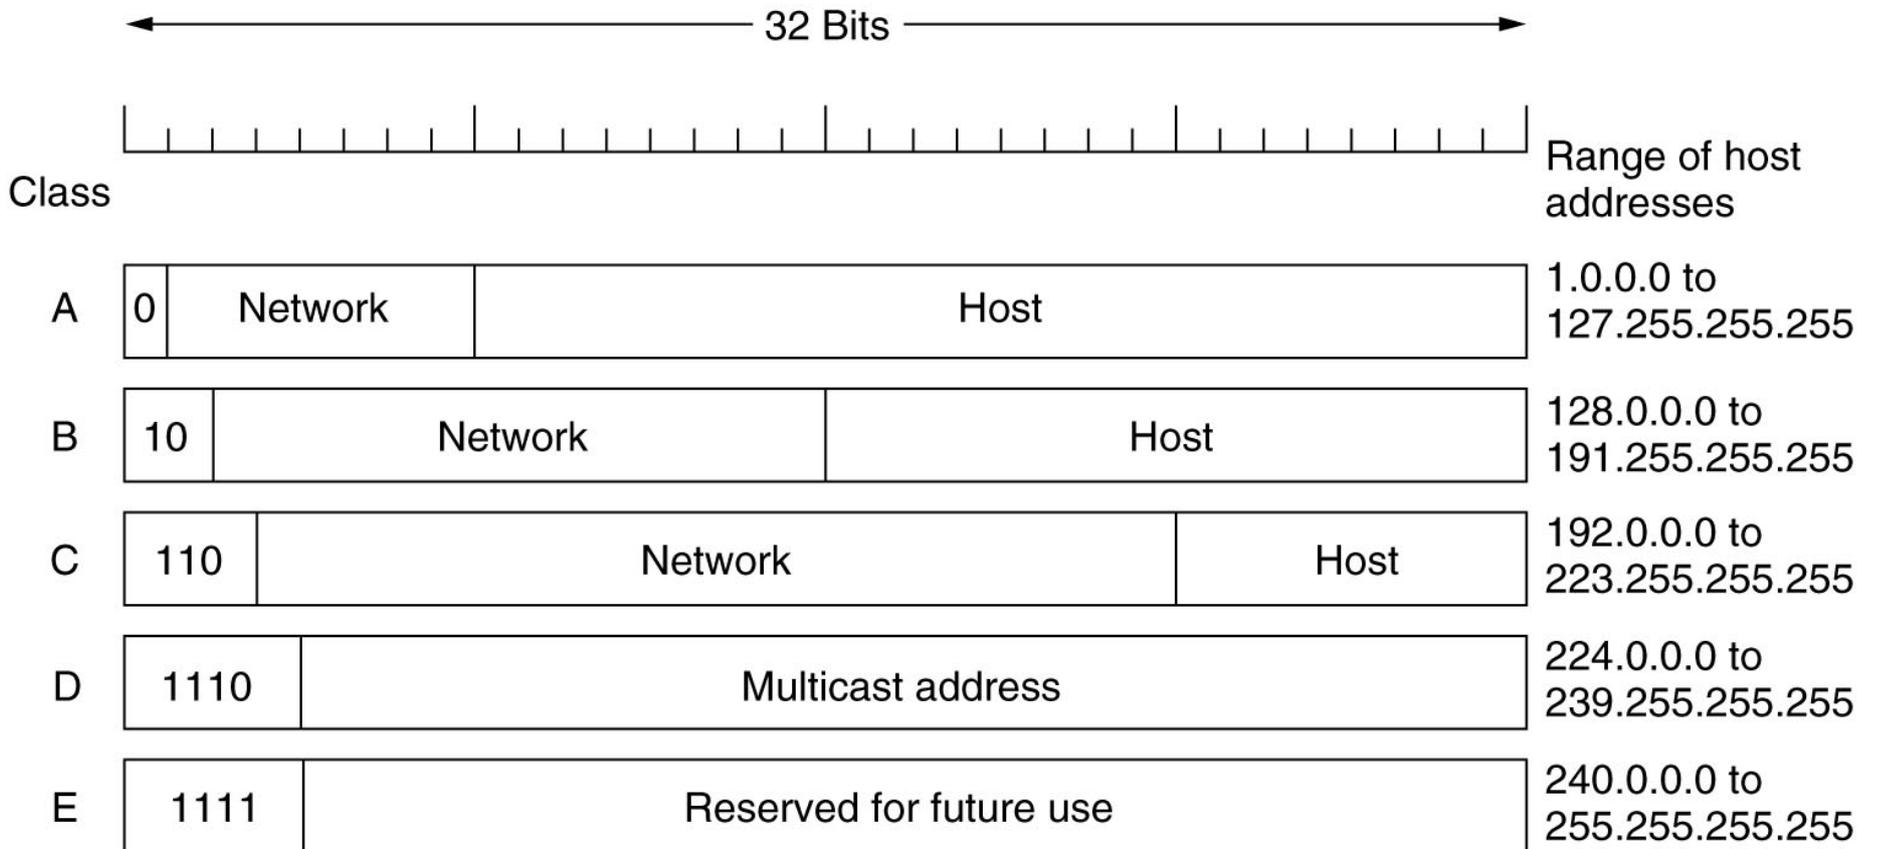 32 Bits
Range of host
addresses
Class
A
0
Network
Host
1.0.0.0 to
127.255.255.255
B
10
Network
Host
128.0.0.0 to
191.255.255.255
C
110
Network
Host
192.0.0.0 to
223.255.255.255
D
1110
Multicast address
224.0.0.0 to
239.255.255.255
E
1111
Reserved for future use
240.0.0.0 to
255.255.255.255